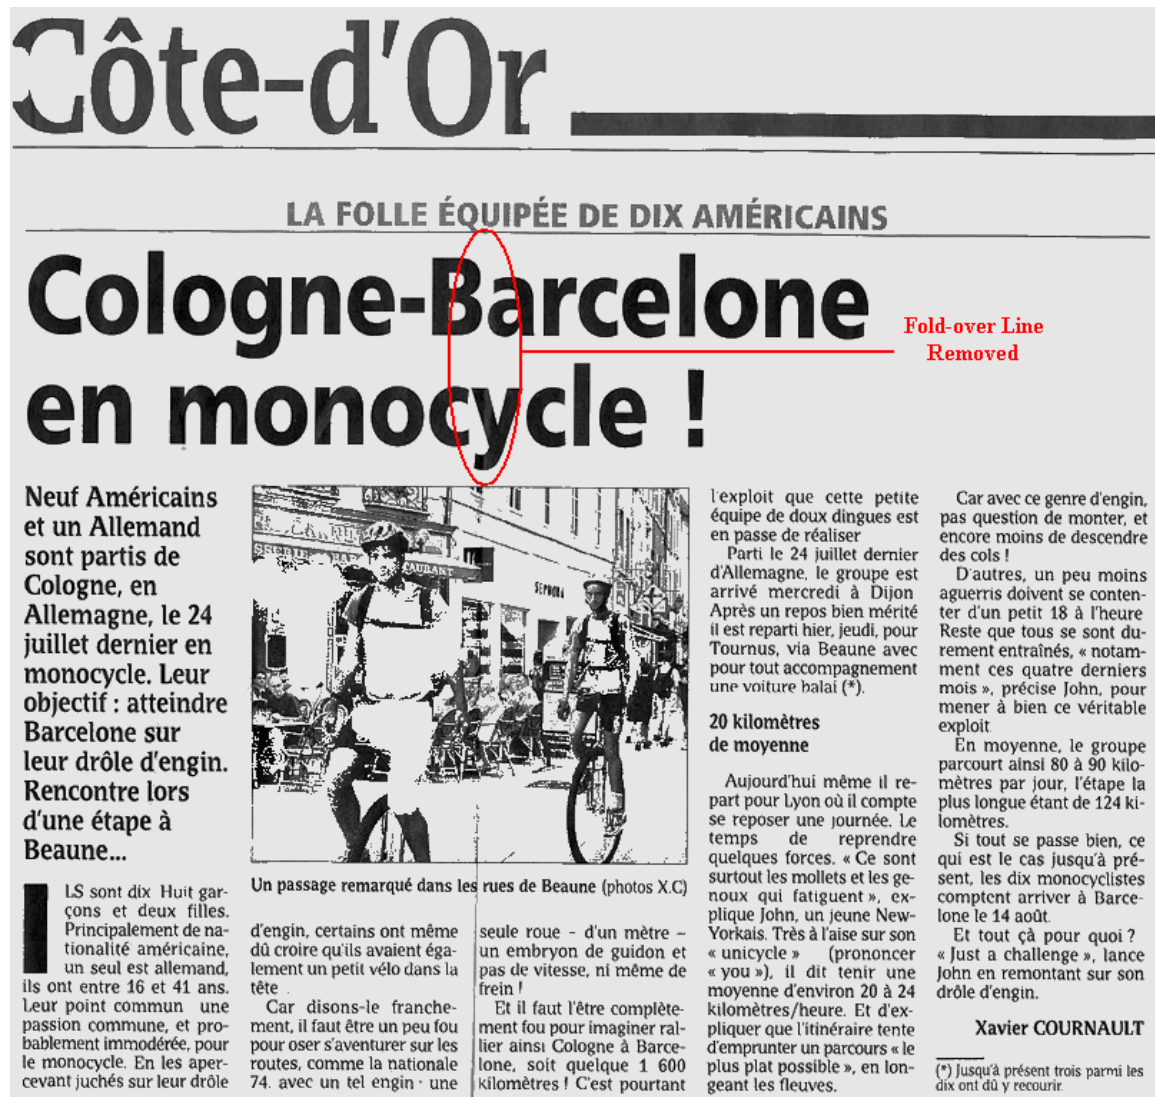 Côte-d'Or
LA FOLLE ÉQUIPÉE DE DIX AMÉRICAINS
Cologne-Barcelone
en monocycle !
Fold-over Line
Removed
Neuf Américains
et un Allemand
sont partis de
Cologne, en
Allemagne, le 24
juillet dernier en
monocycle. Leur
objectif : atteindre
Barcelone sur
leur drôle d'engin.
Rencontre lors
d'une étape à
Beaune...
SEPHORA
Un passage remarqué dans les rues de Beaune (photos X.C)
ILS sont dix Huit gar-
çons et deux filles.
Principalement de na-
tionalité américaine,
un seul est allemand,
ils ont entre 16 et 41 ans.
Leur point commun une
passion commune, et pro-
bablement immodérée, pour
le monocycle. En les aper-
cevant juchés sur leur drôle
d'engin, certains ont même
dû croire qu'ils avaient éga-
lement un petit vélo dans la
tête .
Car disons-le franche-
ment, il faut être un peu fou
pour oser s'aventurer sur les
routes, comme la nationale
74. avec un tel engin · une
seule roue - d'un mètre –
un embryon de guidon et
pas de vitesse, ni même de
frein !
Et il faut l'être complète-
ment fou pour imaginer ral-
lier ainsi Cologne à Barce-
lone, soit quelque 1 600
kilomètres ! C'est pourtant
l'exploit que cette petite
équipe de doux dingues est
en passe de réaliser
Parti le 24 juillet dernier
d'Allemagne, le groupe est
arrivé mercredi à Dijon
Après un repos bien mérité
il est reparti hier, jeudi, pour
Tournus, via Beaune avec
pour tout accompagnement
une voiture balai (*).
20 kilomètres
de moyenne
Aujourd'hui même il re-
part pour Lyon où il compte
se reposer une journée. Le
temps de reprendre
quelques forces. « Ce sont
surtout les mollets et les ge-
noux qui fatiguent », ex-
plique John, un jeune New-
Yorkais. Très à l'aise sur son
« unicycle » (prononcer
« you »), il dit tenir une
moyenne d'environ 20 à 24
kilomètres/heure. Et d'ex-
pliquer que l'itinéraire tente
d'emprunter un parcours « le
plus plat possible », en lon-
geant les fleuves.
Car avec ce genre d'engin,
pas question de monter, et
encore moins de descendre
des cols !
D'autres, un peu moins
aguerris doivent se conten-
ter d'un petit 18 à l'heure
Reste que tous se sont du-
rement entraînés, « notam-
ment ces quatre derniers
mois », précise John, pour
mener à bien ce véritable
exploit
En moyenne, le groupe
parcourt ainsi 80 à 90 kilo-
mètres par jour, l'étape la
plus longue étant de 124 ki-
lomètres.
Si tout se passe bien, ce
qui est le cas jusqu'à pré-
sent, les dix monocyclistes
comptent arriver à Barce-
lone le 14 août.
Et tout çà pour quoi ?
« Just a challenge », lance
John en remontant sur son
drôle d'engin.
Xavier COURNAULT
(*) Jusqu'à présent trois parmi les
dix ont dû y recourir.